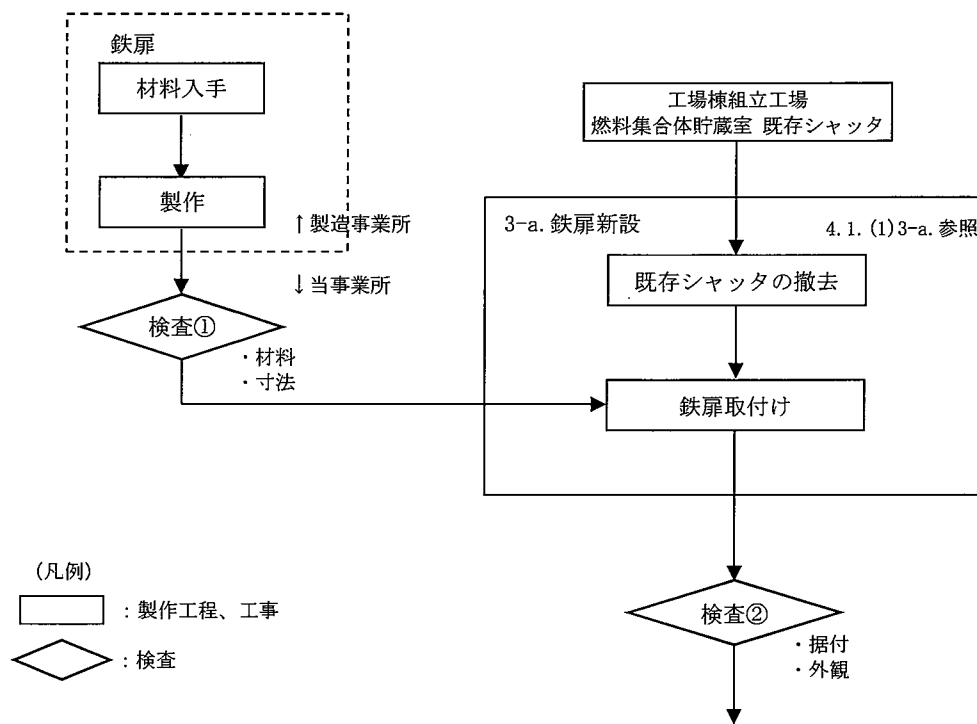 鉄扉
材料入手
製作
↑製造事業所
↓当事業所
検査①
・材料
・寸法
工場棟組立工場
燃料集合体貯蔵室 既存シャッタ
3-a. 鉄扉新設
4.1.(1)3-a.参照
既存シャッタの撤去
鉄扉取付け
検査②
・据付
・外観
(凡例)
：製作工程、工事
：検査